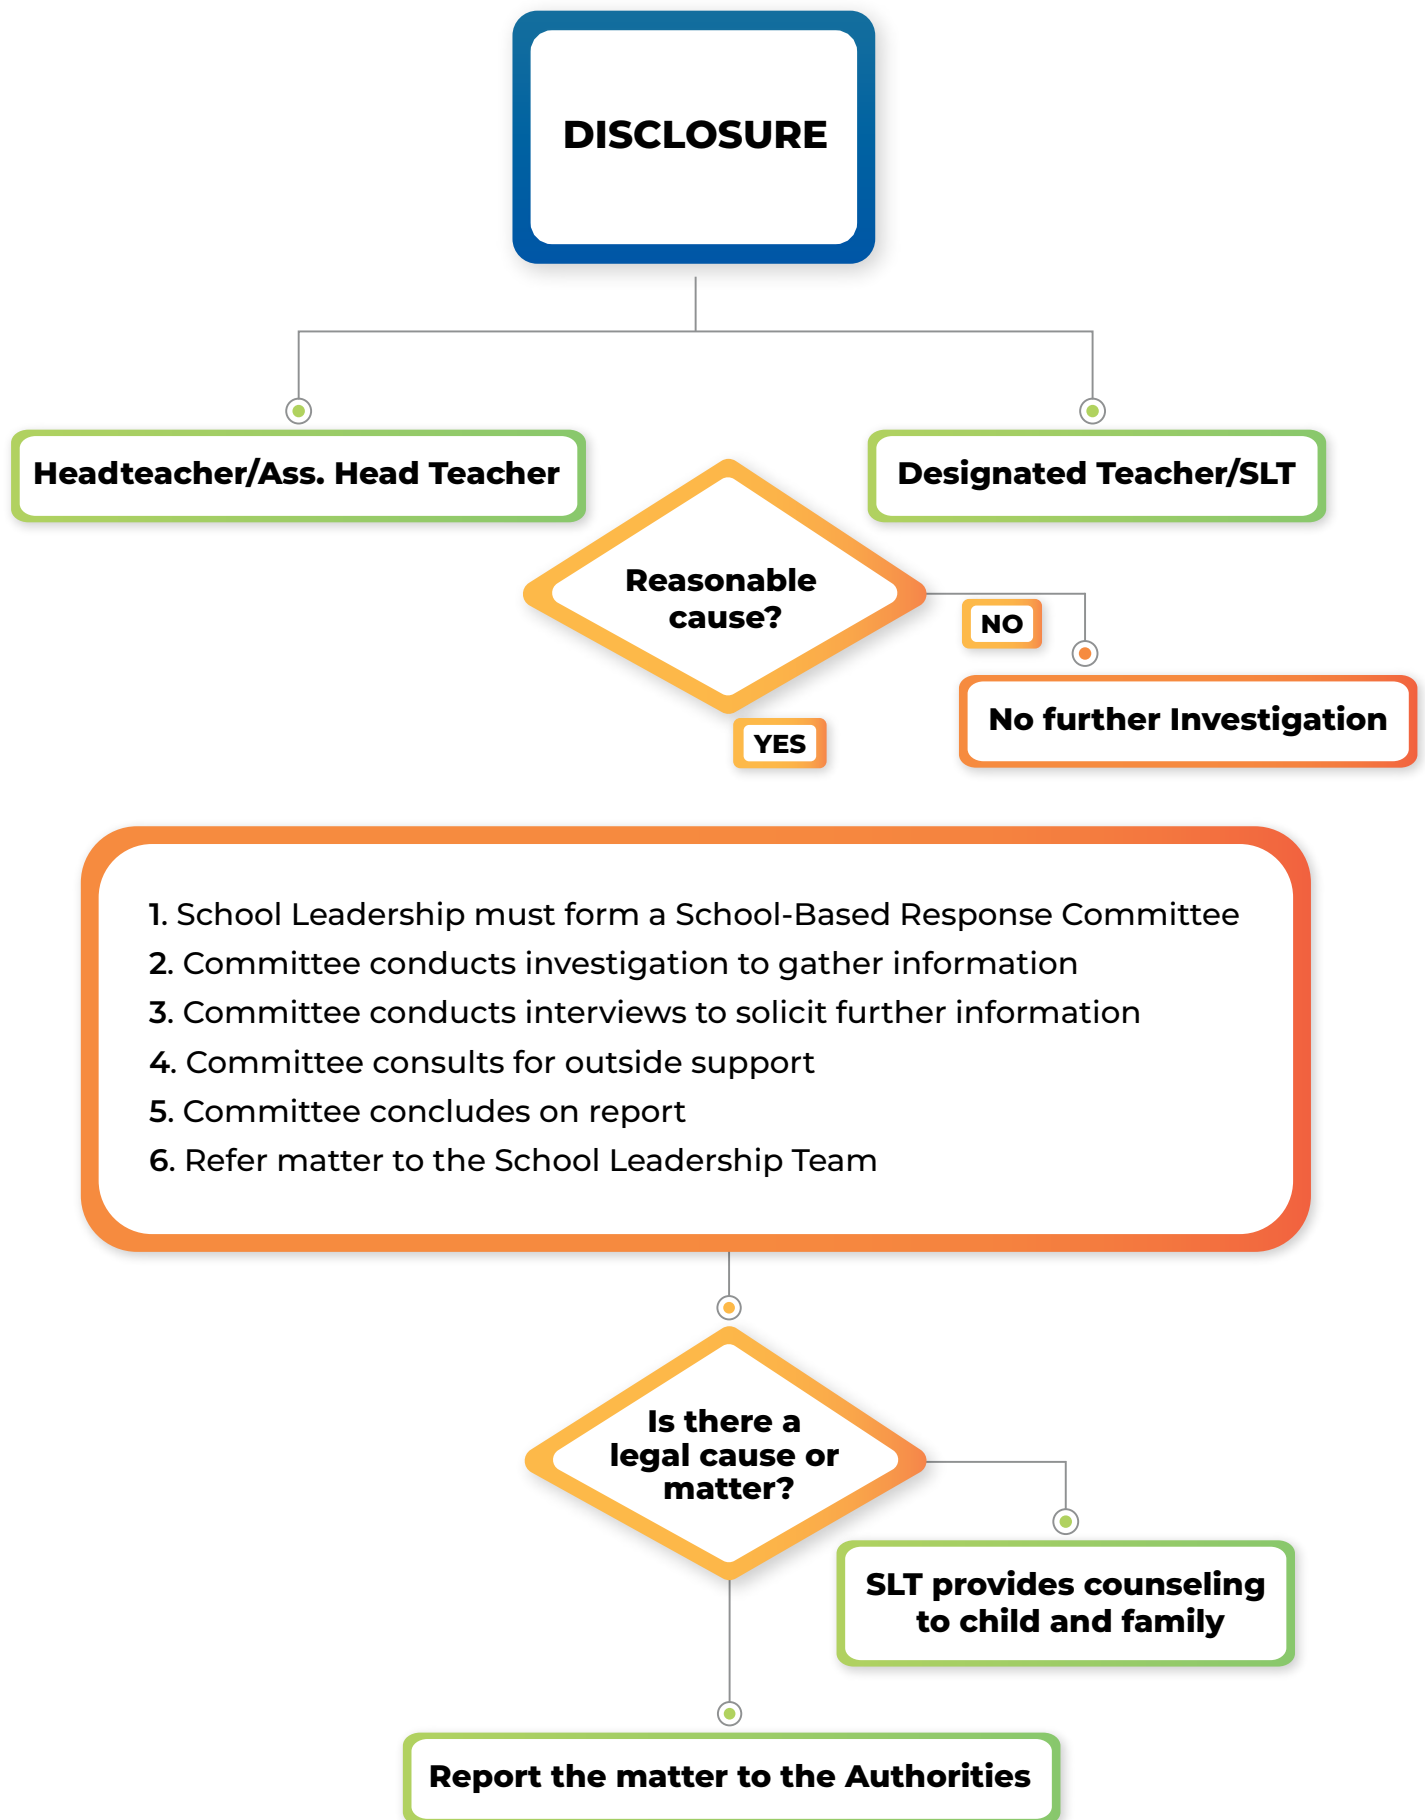 DISCLOSURE
Headteacher/Ass. Head Teacher
Designated Teacher/SLT
Reasonable
cause?
NO
No further Investigation
YES
1. School Leadership must form a School-Based Response Committee
2. Committee conducts investigation to gather information
3. Committee conducts interviews to solicit further information
4. Committee consults for outside support
5. Committee concludes on report
6. Refer matter to the School Leadership Team
Is there a
legal cause or
matter?
SLT provides counseling
to child and family
Report the matter to the Authorities